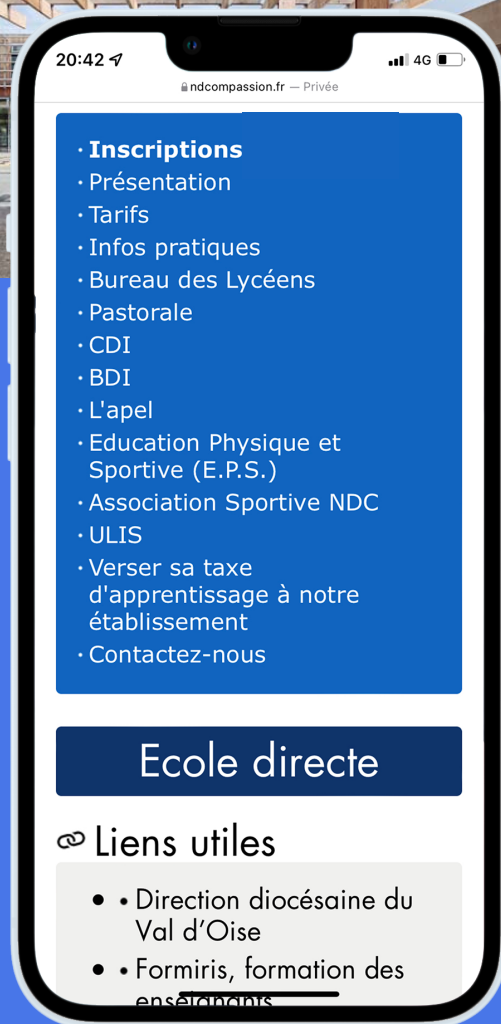 20:42
4G
ndcompassion.fr — Privée
· Inscriptions
· Présentation
· Tarifs
· Infos pratiques
· Bureau des Lycéens
· Pastorale
· CDI
· BDI
· L'apel
· Education Physique et
Sportive (E.P.S.)
· Association Sportive NDC
· ULIS
· Verser sa taxe
d'apprentissage à notre
établissement
· Contactez-nous
Ecole directe
Liens utiles
• • Direction diocésaine du
Val d’Oise
• • Formiris, formation des
enseignants